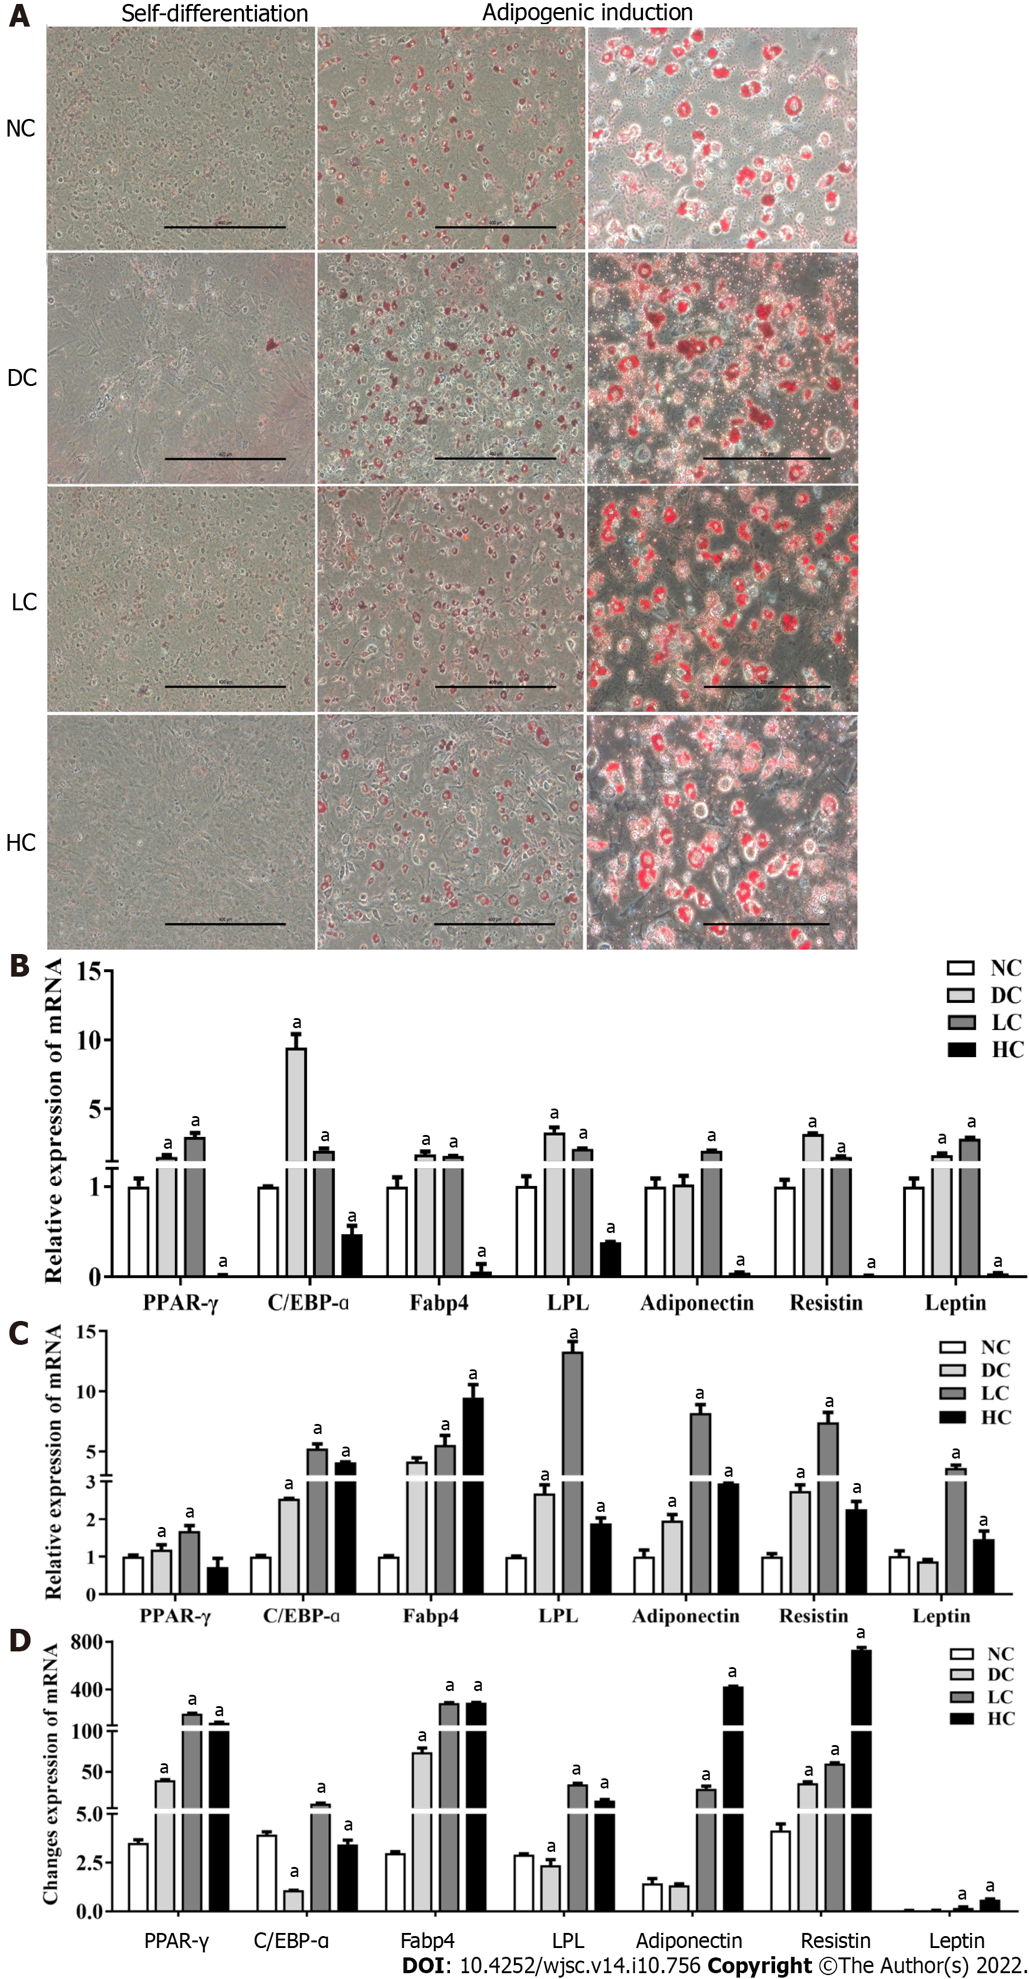 A Self-differentiation Adipogenic induction
NC
DC
LC
HC
B
Relative expression of mRNA
15
10
5
1
0
NC
DC
LC
HC
a a a a a a a a a a a a a a a a a a a
PPAR-γ C/EBP-α Fabp4 LPL Adiponectin Resistin Leptin
C
Relative expression of mRNA
15
10
5
3
2
1
0
NC
DC
LC
HC
a a a a a a a a a a a a a a a a a
PPAR-γ C/EBP-α Fabp4 LPL Adiponectin Resistin Leptin
D
Changes expression of mRNA
800
400
100
50
5.0
2.5
0.0
NC
DC
LC
HC
a a a a a a a a a a a a a a a a a a a
PPAR-γ C/EBP-α Fabp4 LPL Adiponectin Resistin Leptin
DOI: 10.4252/wjsc.v14.i10.756 Copyright ©The Author(s) 2022.